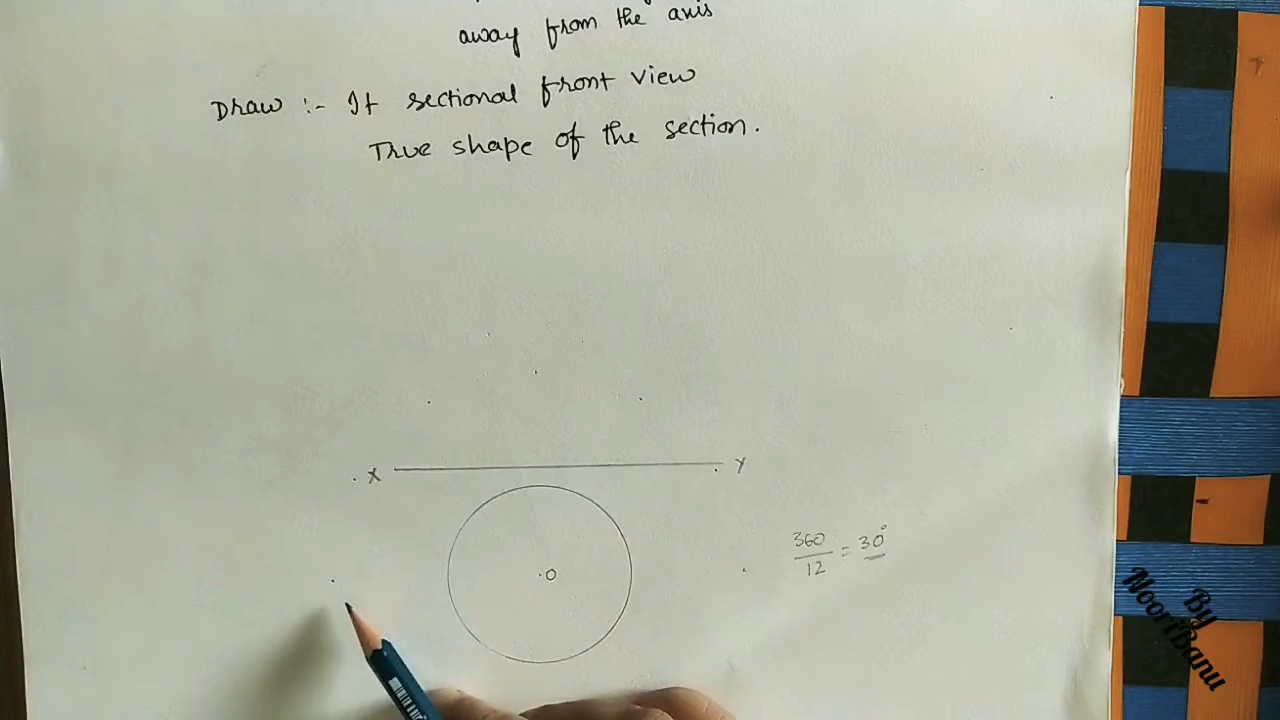 away from the axis
Draw :- It sectional front view
True shape of the section.
X
Y
O
360
12
= 30°
By
NooriBanu